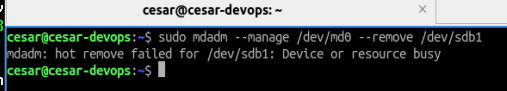 cesar@cesar-devops: ~
cesar@cesar-devops:~$ sudo mdadm --manage /dev/md0 --remove /dev/sdb1
mdadm: hot remove failed for /dev/sdb1: Device or resource busy
cesar@cesar-devops:~$